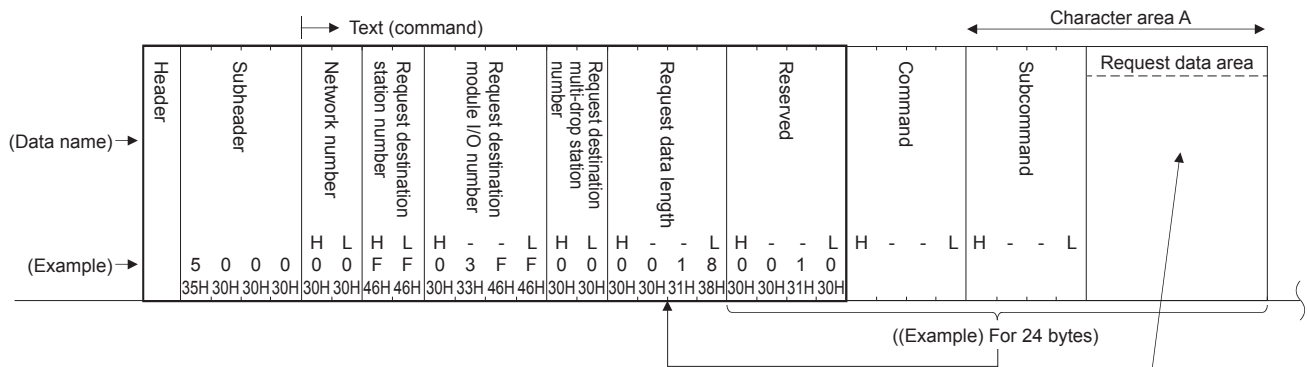 Text (command)
Character area A
Header
Subheader
Network number
Request destination
station number
Request destination
module I/O number
Request destination
multi-drop station
number
Request data length
Reserved
Command
Subcommand
Request data area
(Data name)
H L H L H - - L H L H - - L H - - L H - - L H - - L
(Example) 5 0 0 0 0 0 F F 0 3 F F 0 0 0 0 1 8 0 0 1 0
35H 30H 30H 30H 30H 30H 46H 46H 30H 33H 46H 46H 30H 30H 30H 30H 31H 38H 30H 30H 31H 30H
((Example) For 24 bytes)